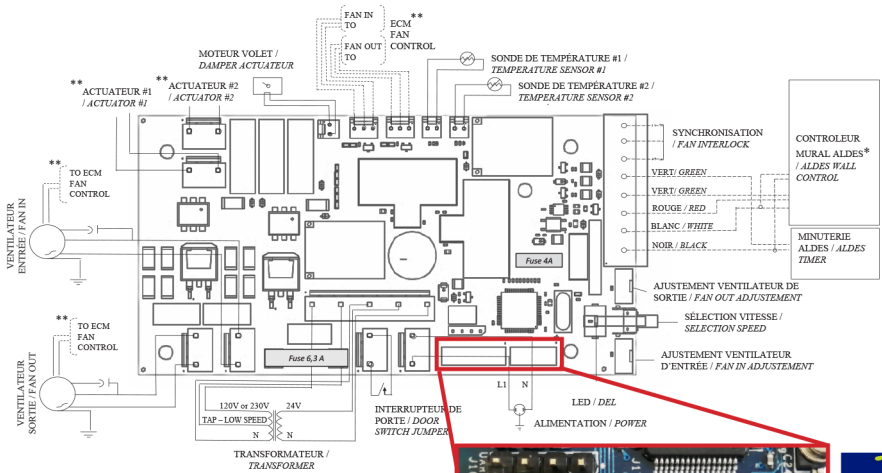 FAN IN
TO
ECM **
FAN
CONTROL
FAN OUT
TO
MOTEUR VOLET /
DAMPER ACTUATEUR
SONDE DE TEMPÉRATURE #1 /
TEMPERATURE SENSOR #1
SONDE DE TEMPÉRATURE #2 /
TEMPERATURE SENSOR #2
** ACTUATEUR #1
/ ACTUATOR #1
** ACTUATEUR #2
/ ACTUATOR #2
SYNCHRONISATION
/ FAN INTERLOCK
CONTROLEUR
MURAL ALDES*
/ ALDES WALL
CONTROL
VERT/ GREEN
VERT/ GREEN
ROUGE / RED
BLANC / WHITE
NOIR / BLACK
MINUTERIE
ALDES / ALDES
TIMER
** TO ECM
FAN
CONTROL
VENTILATEUR
ENTRÉE / FAN IN
Fuse 4A
AJUSTEMENT VENTILATEUR DE
SORTIE / FAN OUT ADJUSTEMENT
SÉLECTION VITESSE /
SELECTION SPEED
AJUSTEMENT VENTILATEUR
D'ENTRÉE / FAN IN ADJUSTEMENT
** TO ECM
FAN
CONTROL
VENTILATEUR
SORTIE / FAN OUT
Fuse 6,3 A
L1 N
LED / DEL
ALIMENTATION / POWER
120V or 230V 24V
TAP – LOW SPEED
N N
INTERRUPTEUR DE
PORTE / DOOR
SWITCH JUMPER
TRANSFORMATEUR /
TRANSFORMER